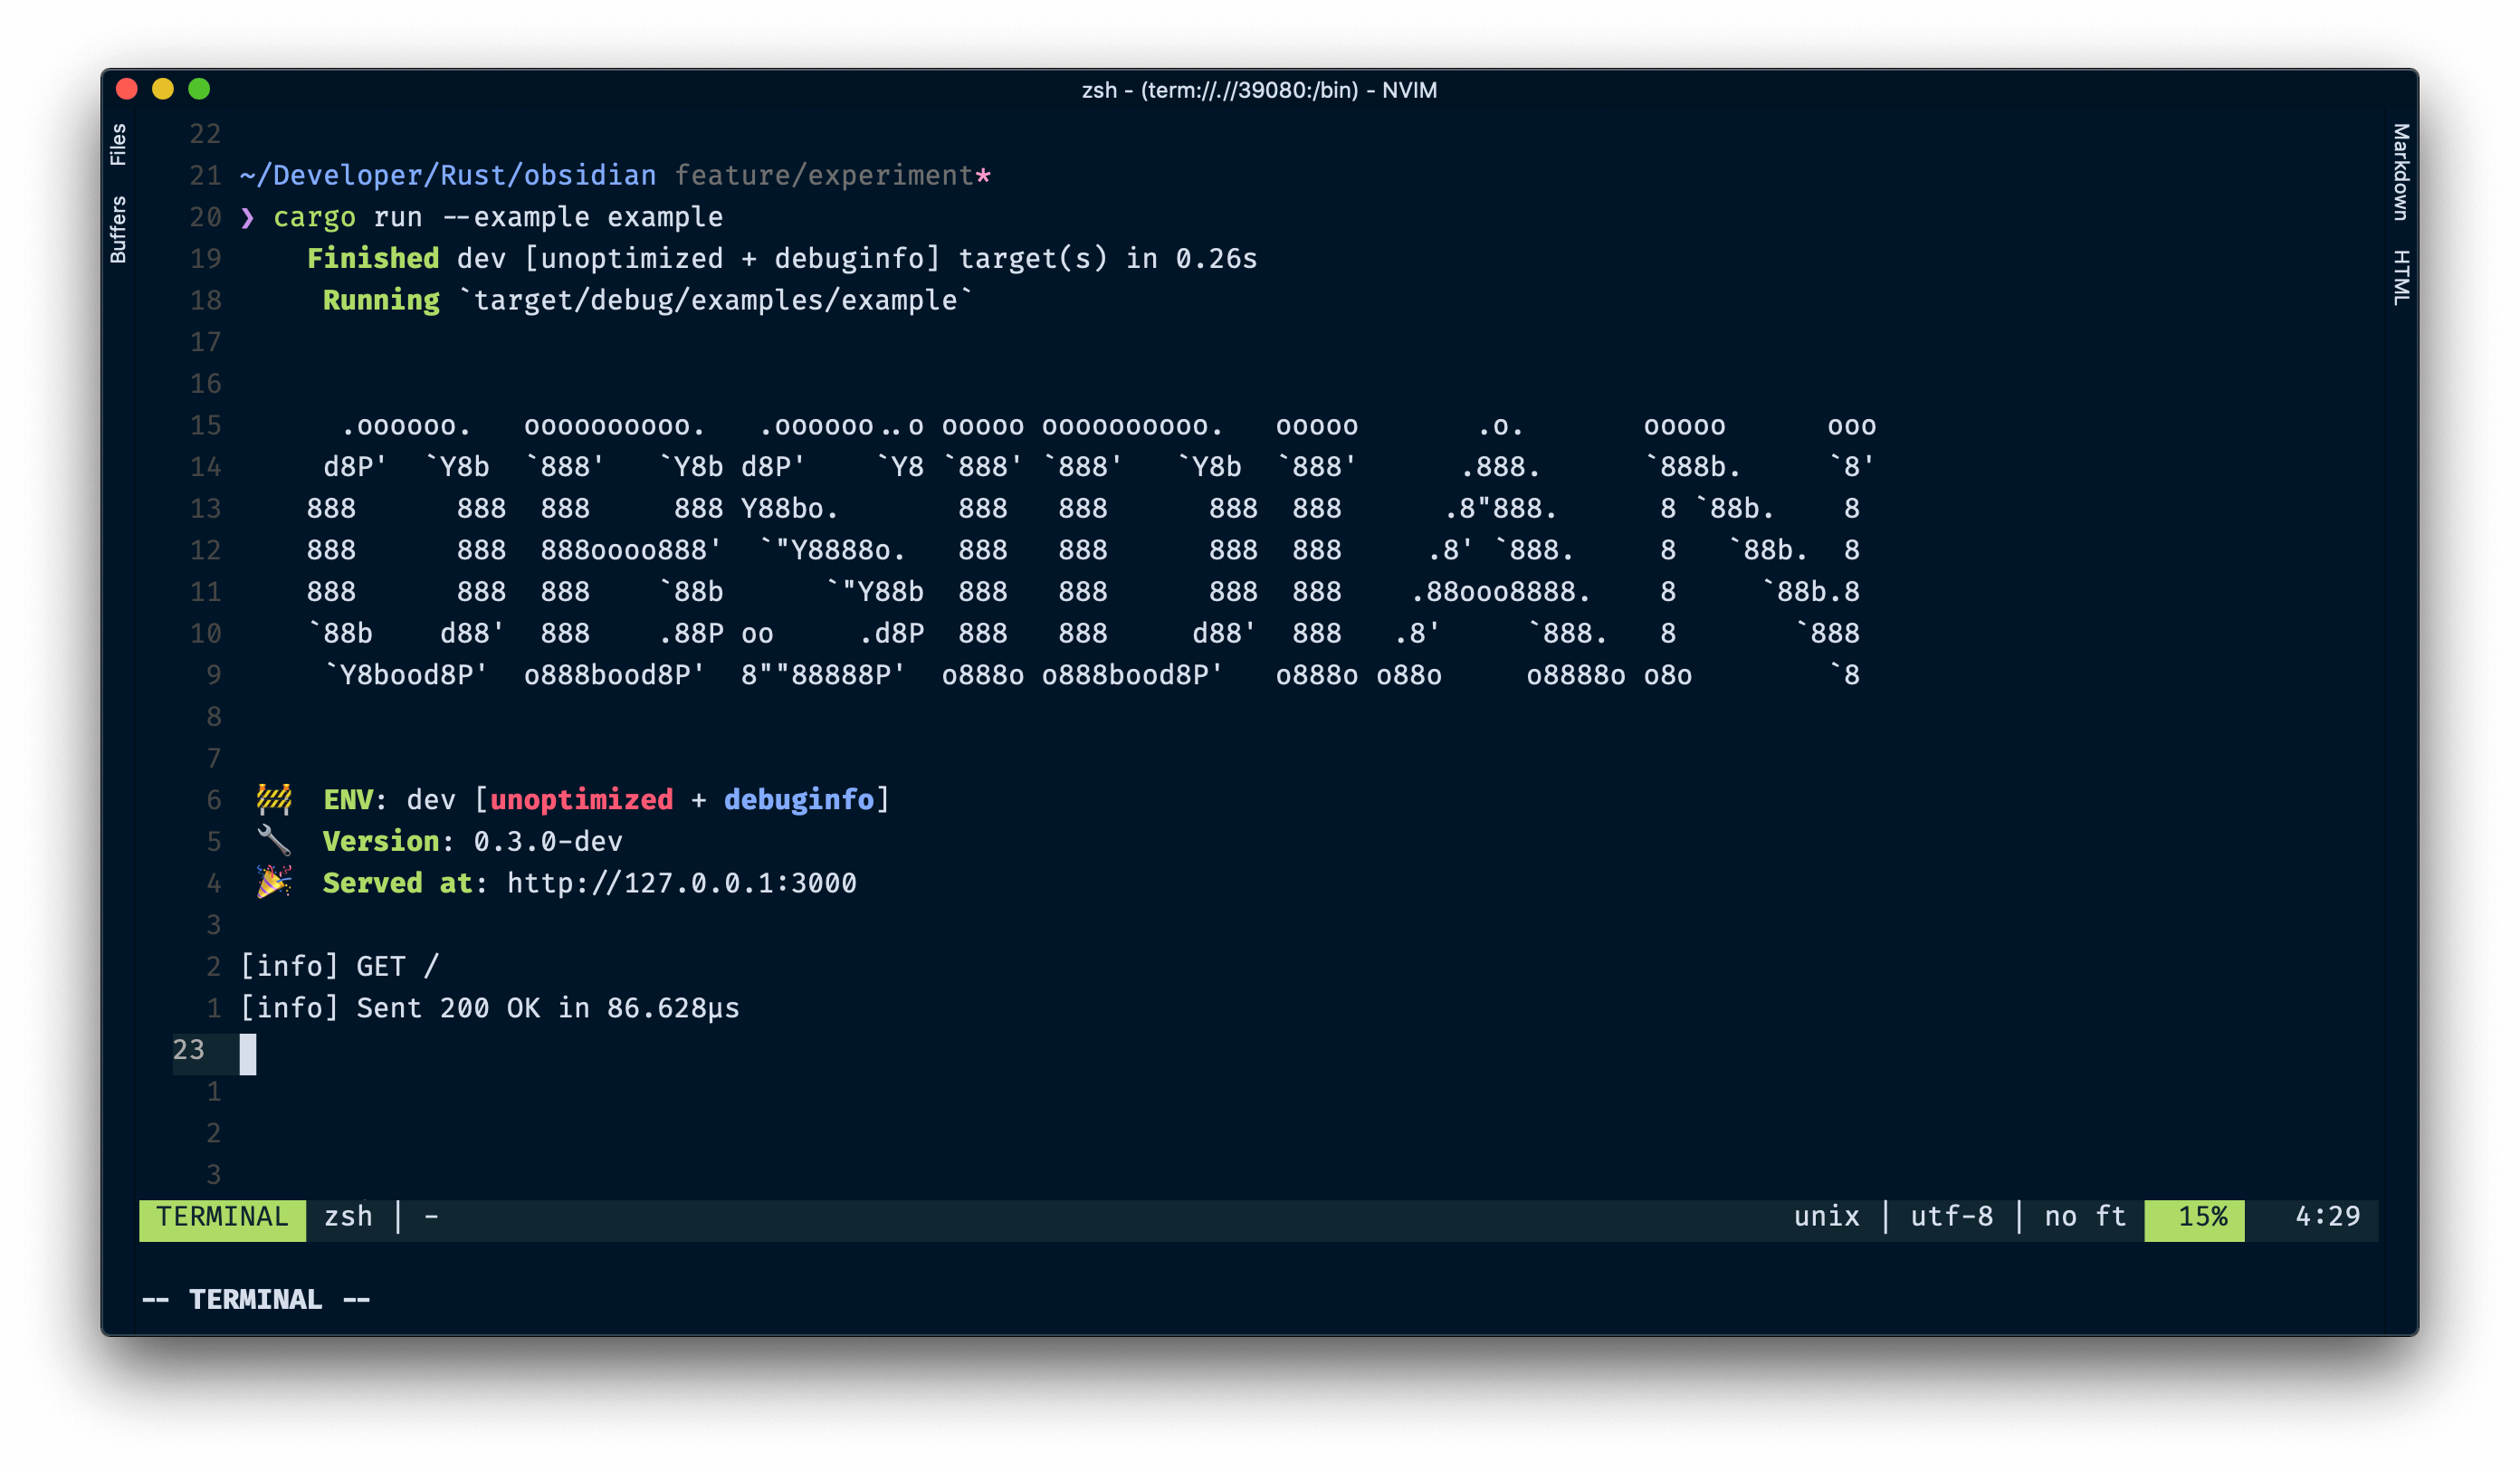 zsh - (term://.//39080:/bin) - NVIM
Files
Buffers
Markdown
HTML
22
21 ~/Developer/Rust/obsidian feature/experiment*
20 ❯ cargo run --example example
19     Finished dev [unoptimized + debuginfo] target(s) in 0.26s
18      Running `target/debug/examples/example`
17
16
15       .oooooo.   oooooooooo.   .oooooo..o ooooo oooooooooo.   ooooo       .o.       ooooo      ooo
14      d8P'  `Y8b  `888'   `Y8b d8P'    `Y8 `888' `888'   `Y8b  `888'      .888.      `888b.     `8'
13     888      888  888     888 Y88bo.       888   888      888  888      .8"888.      8 `88b.    8
12     888      888  888oooo888'  `"Y8888o.   888   888      888  888     .8' `888.     8   `88b.  8
11     888      888  888    `88b      `"Y88b  888   888      888  888    .88ooo8888.    8     `88b.8
10     `88b    d88'  888    .88P oo     .d8P  888   888     d88'  888   .8'     `888.   8       `888
9      `Y8bood8P'  o888bood8P'  8""88888P'  o888o o888bood8P'   o888o o88o     o8888o o8o        `8
8
7
6 🚧  ENV: dev [unoptimized + debuginfo]
5 🔧  Version: 0.3.0-dev
4 🎉  Served at: http://127.0.0.1:3000
3
2 [info] GET /
1 [info] Sent 200 OK in 86.628µs
23
1
2
3
TERMINAL zsh | - unix | utf-8 | no ft 15% 4:29
-- TERMINAL --